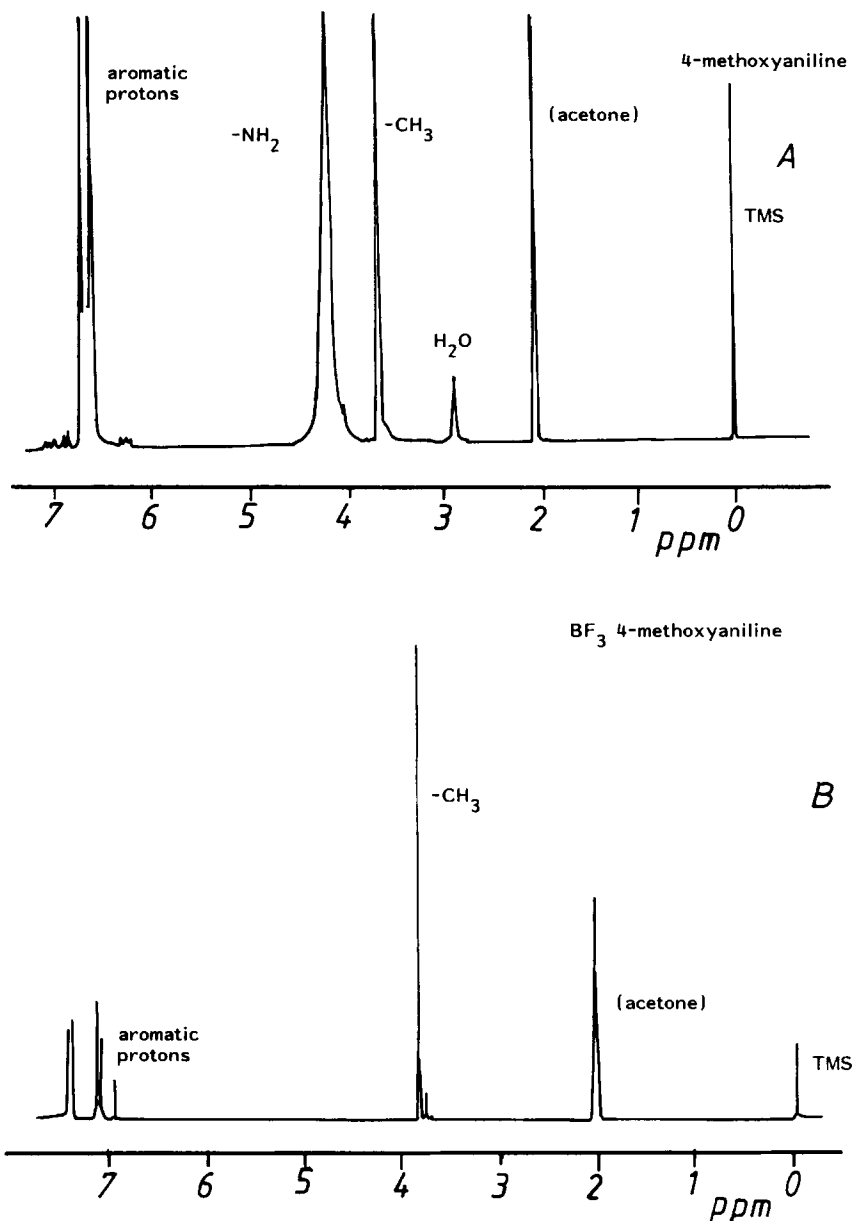 4-methoxyaniline
aromatic
protons
-NH2
-CH3
(acetone)
A
TMS
H2O
7 6 5 4 3 2 1 0
ppm
BF3 4-methoxyaniline
-CH3
B
aromatic
protons
(acetone)
TMS
7 6 5 4 3 2 1 0
ppm